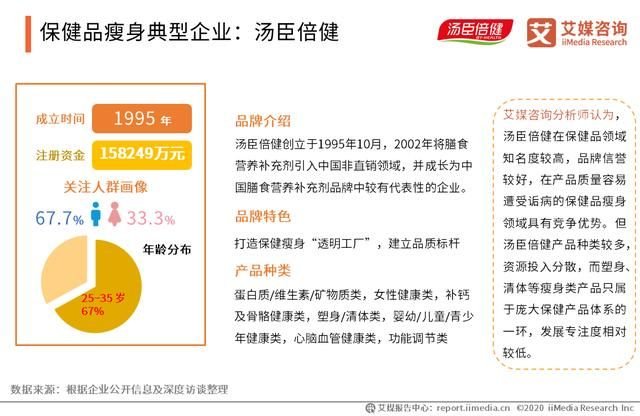 保健品瘦身典型企业：汤臣倍健
汤臣倍健
BY-HEALTH
艾媒咨询
iiMedia Research
成立时间
1995 年
注册资金
158249万元
关注人群画像
67.7%
33.3%
年龄分布
25-35 岁
67%
品牌介绍
汤臣倍健创立于1995年10月，2002年将膳食
营养补充剂引入中国非直销领域，并成长为中
国膳食营养补充剂品牌中较有代表性的企业。
品牌特色
打造保健瘦身“透明工厂”，建立品质标杆
产品种类
蛋白质/维生素/矿物质类，女性健康类，补钙
及骨骼健康类，塑身/清体类，婴幼/儿童/青少
年健康类，心脑血管健康类，功能调节类
艾媒咨询分析师认为，
汤臣倍健在保健品领域
知名度较高，品牌信誉
较好，在产品质量容易
遭受诟病的保健品瘦身
领域具有竞争优势。但
汤臣倍健产品种类较多，
资源投入分散，而塑身、
清体等瘦身类产品只属
于庞大保健产品体系的
一环，发展专注度相对
较低。
数据来源：根据企业公开信息及深度访谈整理
艾媒报告中心：report.iimedia.cn ©2020 iiMedia Research Inc